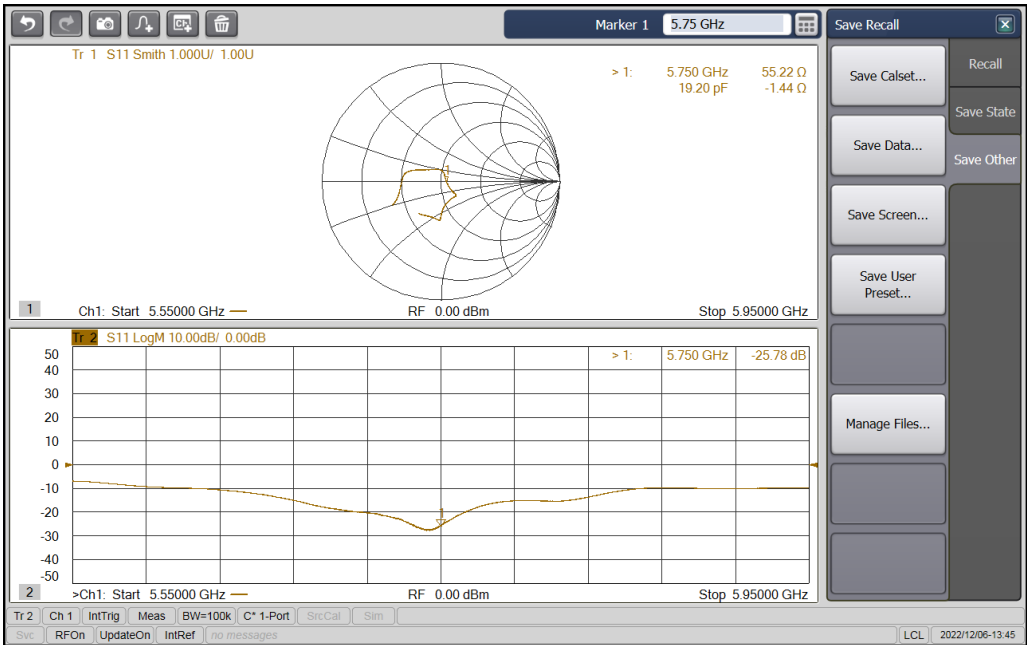 Marker 1 5.75 GHz
Save Recall
Tr 1 S11 Smith 1.000U/ 1.00U
> 1: 5.750 GHz 55.22 Ω
19.20 pF -1.44 Ω
1
1 Ch1: Start 5.55000 GHz — RF 0.00 dBm Stop 5.95000 GHz
Tr 2 S11 LogM 10.00dB/ 0.00dB
> 1: 5.750 GHz -25.78 dB
50
40
30
20
10
0
-10
-20
-30
-40
-50
1
2 >Ch1: Start 5.55000 GHz — RF 0.00 dBm Stop 5.95000 GHz
Save Calset...
Save Data...
Save Screen...
Save User
Preset...
Manage Files...
Recall
Save State
Save Other
Tr 2 Ch 1 IntTrig Meas BW=100k C* 1-Port SrcCal Sim
Svc RFOn UpdateOn IntRef no messages LCL 2022/12/06-13:45